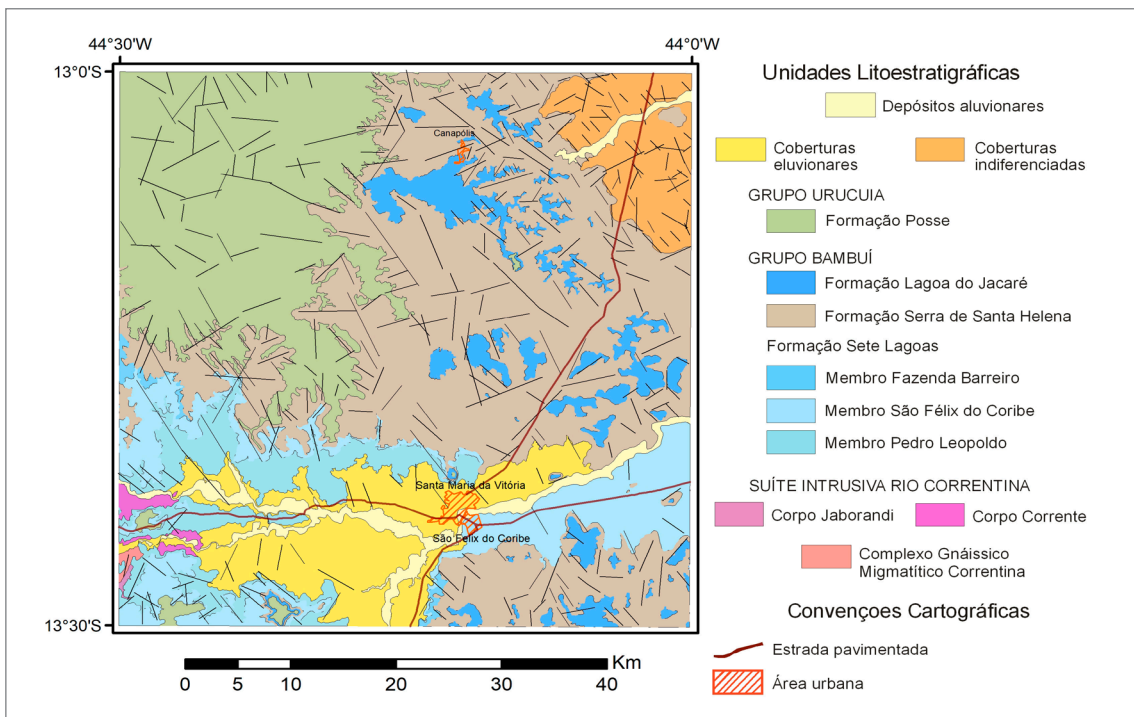 44°30'W
44°0'W
13°0'S
13°30'S
Canapólis
Santa Maria da Vitória
São Felix do Coribe
Km
0 5 10 20 30 40
Unidades Litoestratigráficas
Depósitos aluvionares
Coberturas
eluvionares
Coberturas
indiferenciadas
GRUPO URUCUIA
Formação Posse
GRUPO BAMBUÍ
Formação Lagoa do Jacaré
Formação Serra de Santa Helena
Formação Sete Lagoas
Membro Fazenda Barreiro
Membro São Félix do Coribe
Membro Pedro Leopoldo
SUÍTE INTRUSIVA RIO CORRENTINA
Corpo Jaborandi
Corpo Corrente
Complexo Gnáissico
Migmatítico Correntina
Convençoes Cartográficas
Estrada pavimentada
Área urbana